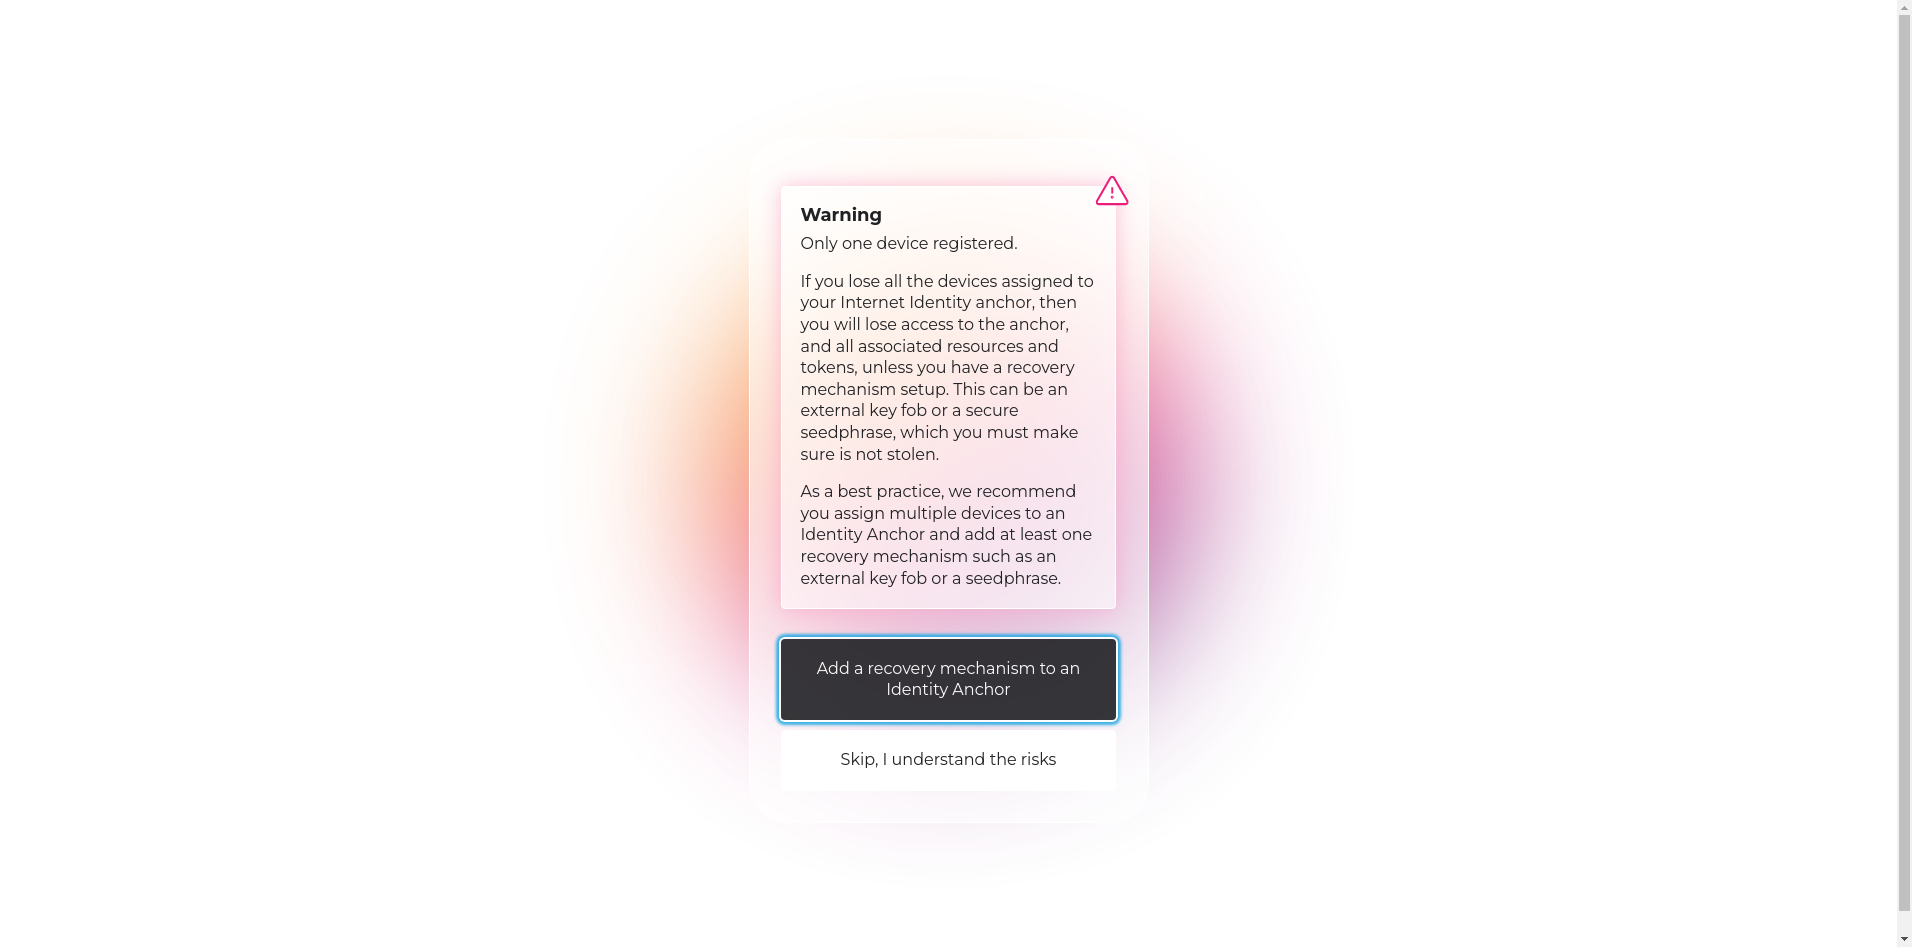 Warning
Only one device registered.
If you lose all the devices assigned to
your Internet Identity anchor, then
you will lose access to the anchor,
and all associated resources and
tokens, unless you have a recovery
mechanism setup. This can be an
external key fob or a secure
seedphrase, which you must make
sure is not stolen.
As a best practice, we recommend
you assign multiple devices to an
Identity Anchor and add at least one
recovery mechanism such as an
external key fob or a seedphrase.
Add a recovery mechanism to an
Identity Anchor
Skip, I understand the risks